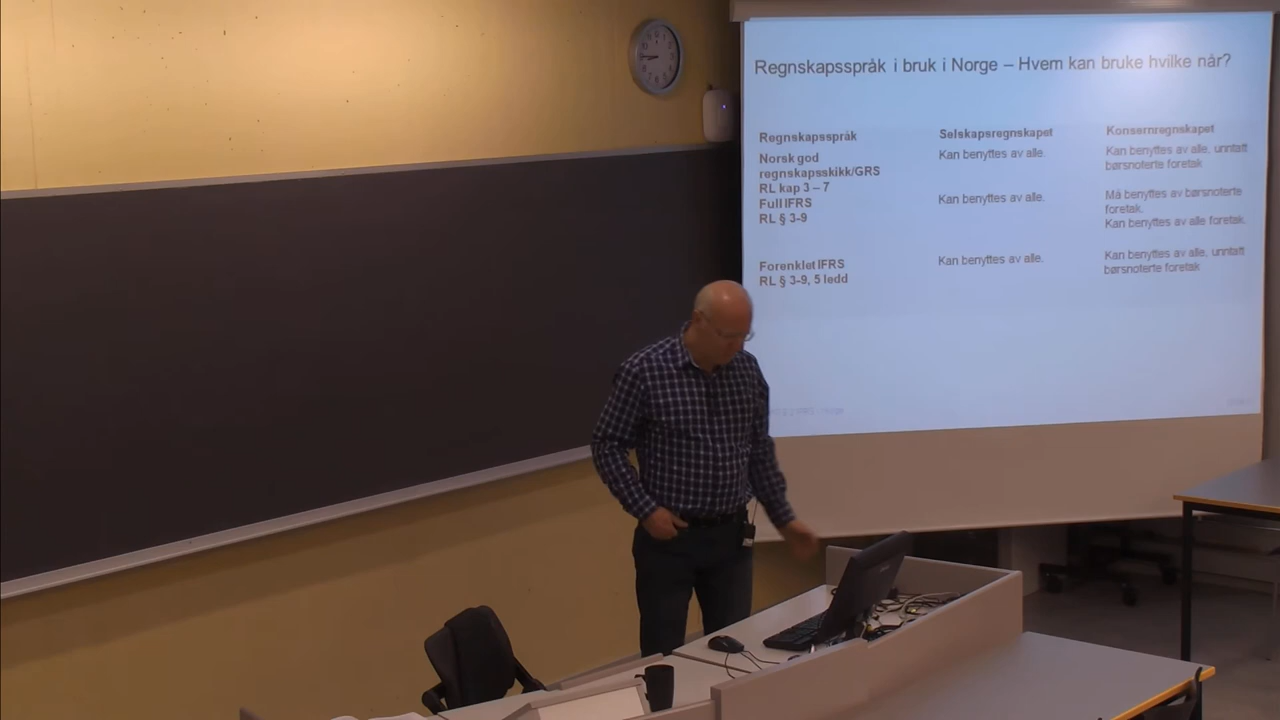 Regnskapsspråk i bruk i Norge – Hvem kan bruke hvilke når?
Regnskapsspråk
Selskapsregnskapet
Konsernregnskapet
Norsk god
regnskapsskikk/GRS
RL kap 3 – 7
Kan benyttes av alle.
Kan benyttes av alle, unntatt
børsnoterte foretak
Full IFRS
RL § 3-9
Kan benyttes av alle.
Må benyttes av børsnoterte
foretak.
Kan benyttes av alle foretak.
Forenklet IFRS
RL § 3-9, 5 ledd
Kan benyttes av alle.
Kan benyttes av alle, unntatt
børsnoterte foretak